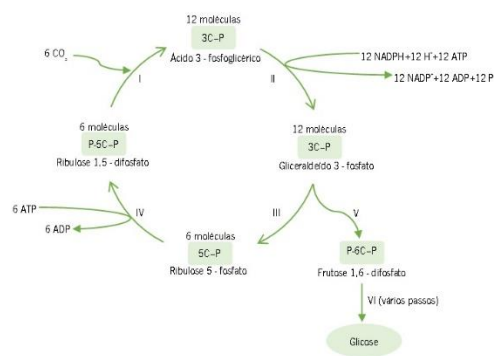 12 moléculas
3C–P
Ácido 3 - fosfoglicérico
6 CO₂
I
II
12 NADPH+12 H⁺+12 ATP
12 NADP⁺+12 ADP+12 P
6 moléculas
P-5C–P
Ribulose 1,5 - difosfato
12 moléculas
3C–P
Gliceraldeído 3 - fosfato
6 ATP
6 ADP
IV
III
V
6 moléculas
5C–P
Ribulose 5 - fosfato
P-6C–P
Frutose 1,6 - difosfato
VI (vários passos)
Glicose